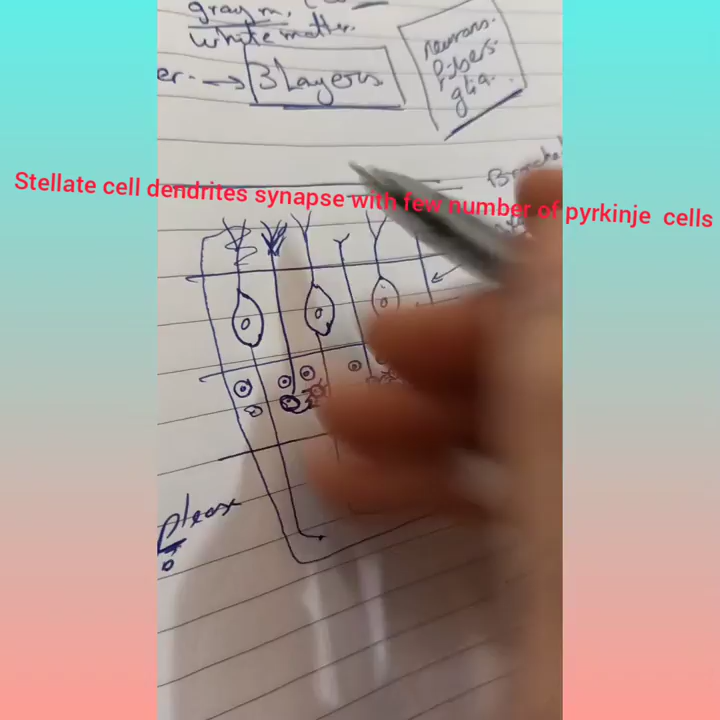 gray m.
White matter.
er. → 3 Layers
neurons.
fibers.
glia.
Stellate cell dendrites synapse with few number of pyrkinje cells
please